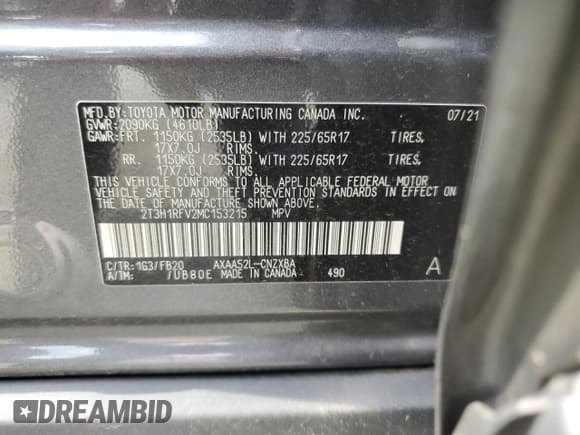 MFD.BY:TOYOTA MOTOR MANUFACTURING CANADA INC. 07/21
GVWR:2090KG (4610LB)
GAWR:FRT. 1150KG (2535LB) WITH 225/65R17 TIRES,
17X7.0J RIMS,
RR. 1150KG (2535LB) WITH 225/65R17 TIRES,
17X7.0J RIMS.
THIS VEHICLE CONFORMS TO ALL APPLICABLE FEDERAL MOTOR
VEHICLE SAFETY AND THEFT PREVENTION STANDARDS IN EFFECT ON
THE DATE OF MANUFACTURE SHOWN ABOVE.
2T3H1RFV2MC153215 MPV
C/TR:1G3/FB20 AXAA52L-CNZXBA
A/TM: /UB80E MADE IN CANADA 490 A
DREAMBID